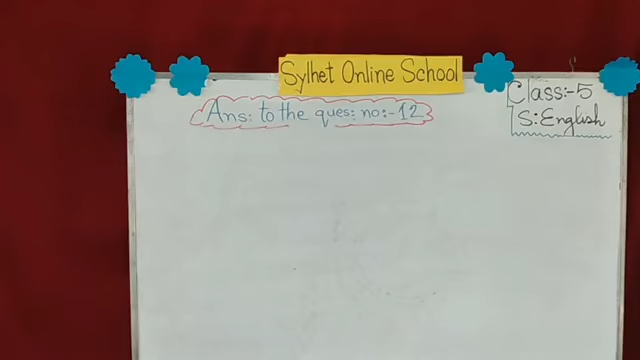 Sylhet Online School
Class:-5
S:English
Ans: to the ques: no:-12